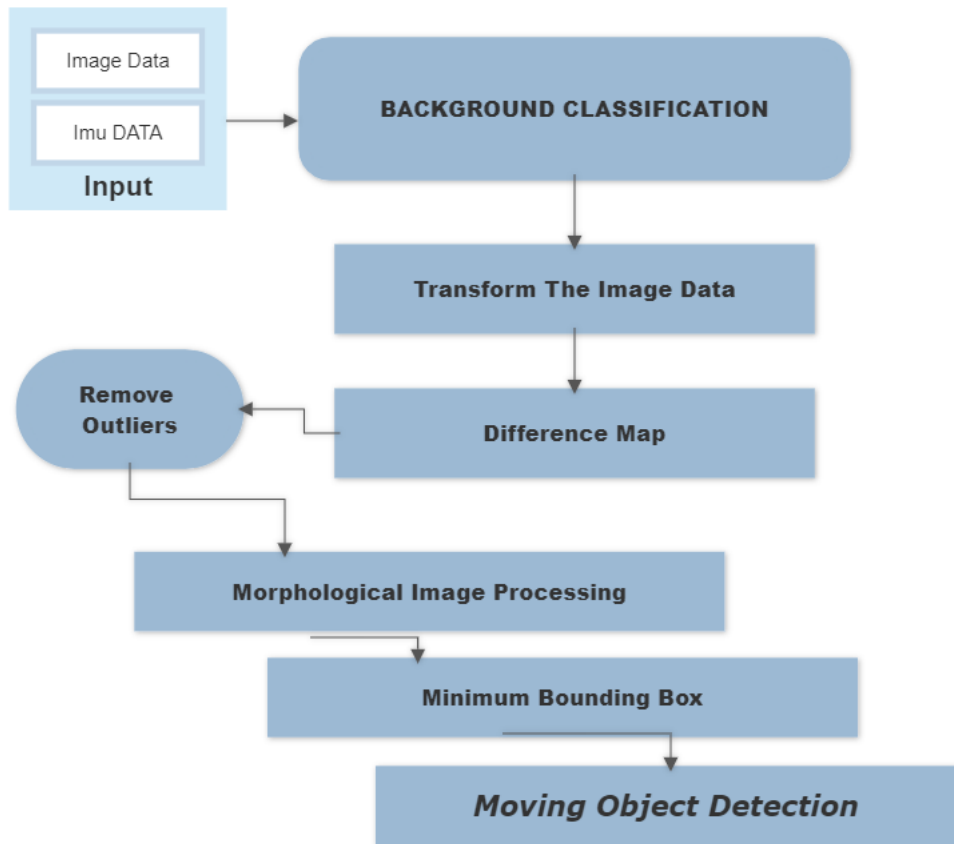 Image Data
Imu DATA
Input
BACKGROUND CLASSIFICATION
Transform The Image Data
Difference Map
Remove
Outliers
Morphological Image Processing
Minimum Bounding Box
Moving Object Detection